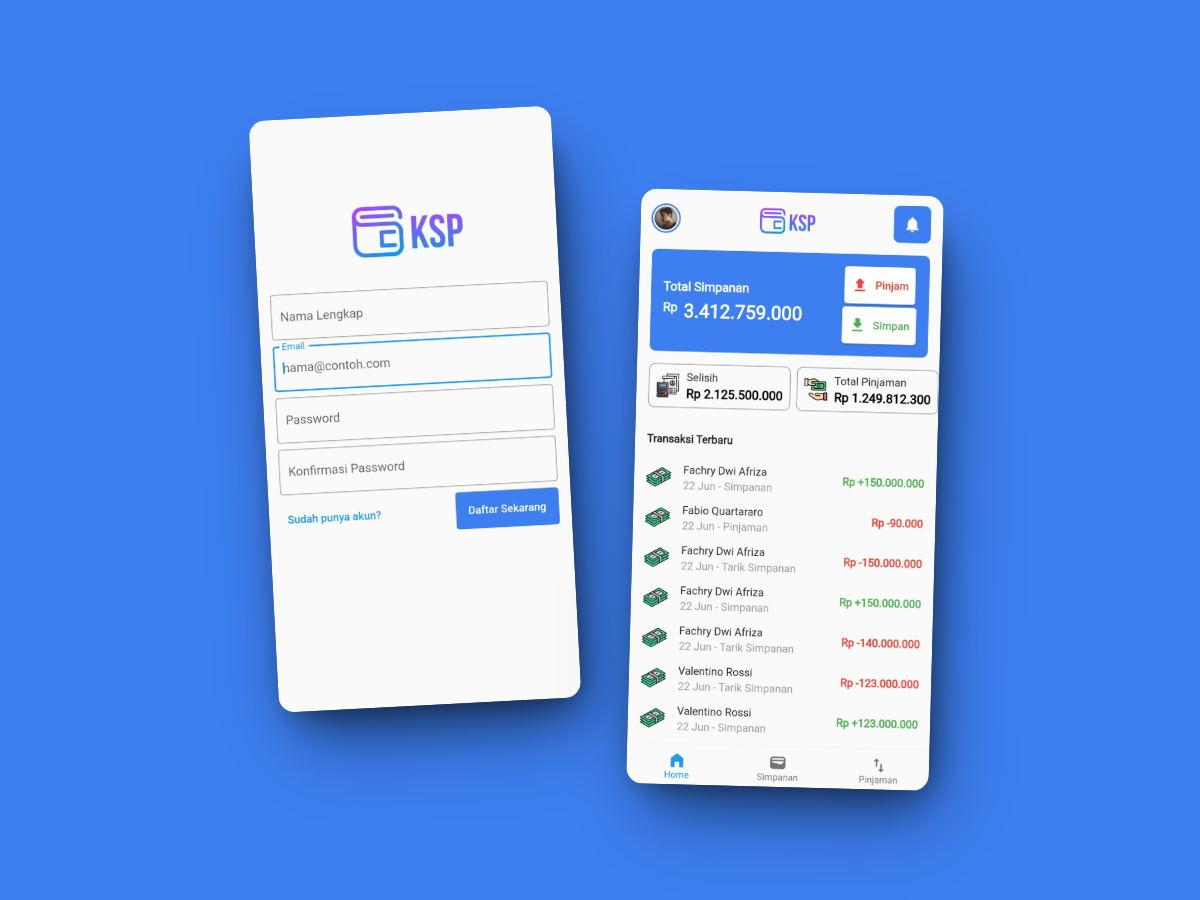 KSP
Nama Lengkap
Email
nama@contoh.com
Password
Konfirmasi Password
Sudah punya akun?
Daftar Sekarang
KSP
Total Simpanan
Rp 3.412.759.000
Pinjam
Simpan
Selisih
Rp 2.125.500.000
Total Pinjaman
Rp 1.249.812.300
Transaksi Terbaru
Fachry Dwi Afriza
22 Jun - Simpanan
Rp +150.000.000
Fabio Quartararo
22 Jun - Pinjaman
Rp -90.000
Fachry Dwi Afriza
22 Jun - Tarik Simpanan
Rp -150.000.000
Fachry Dwi Afriza
22 Jun - Simpanan
Rp +150.000.000
Fachry Dwi Afriza
22 Jun - Tarik Simpanan
Rp -140.000.000
Valentino Rossi
22 Jun - Tarik Simpanan
Rp -123.000.000
Valentino Rossi
22 Jun - Simpanan
Rp +123.000.000
Home
Simpanan
Pinjaman